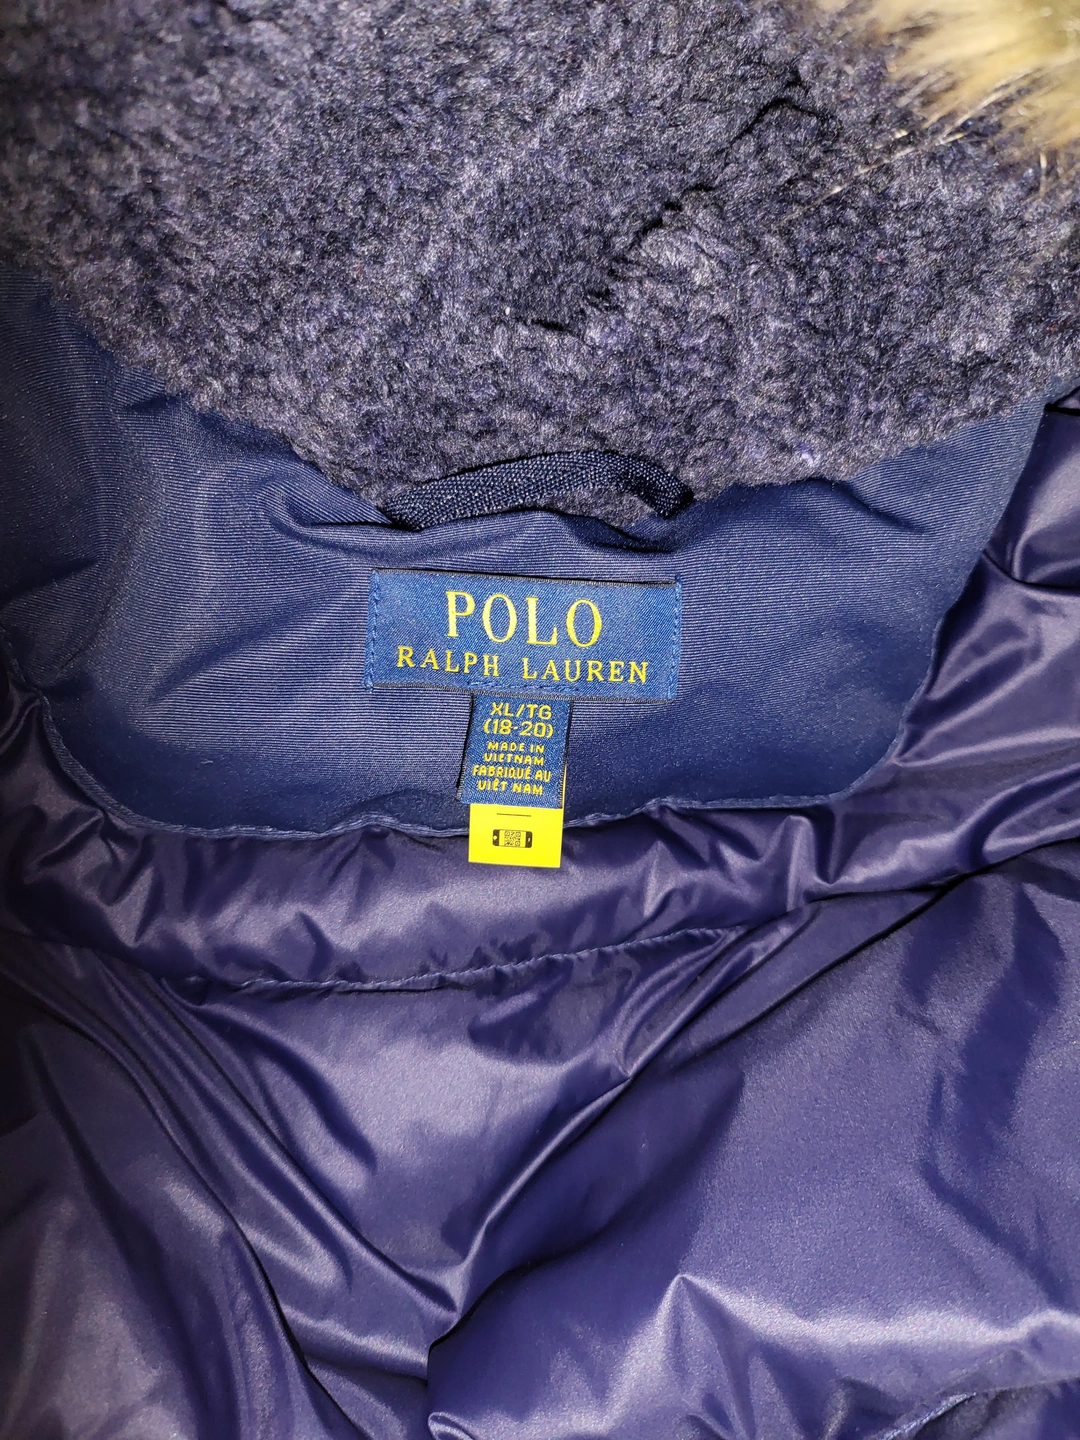 POLO
RALPH LAUREN
XL/TG
(18-20)
MADE IN
VIETNAM
FABRIQUÉ AU
VIÊT NAM